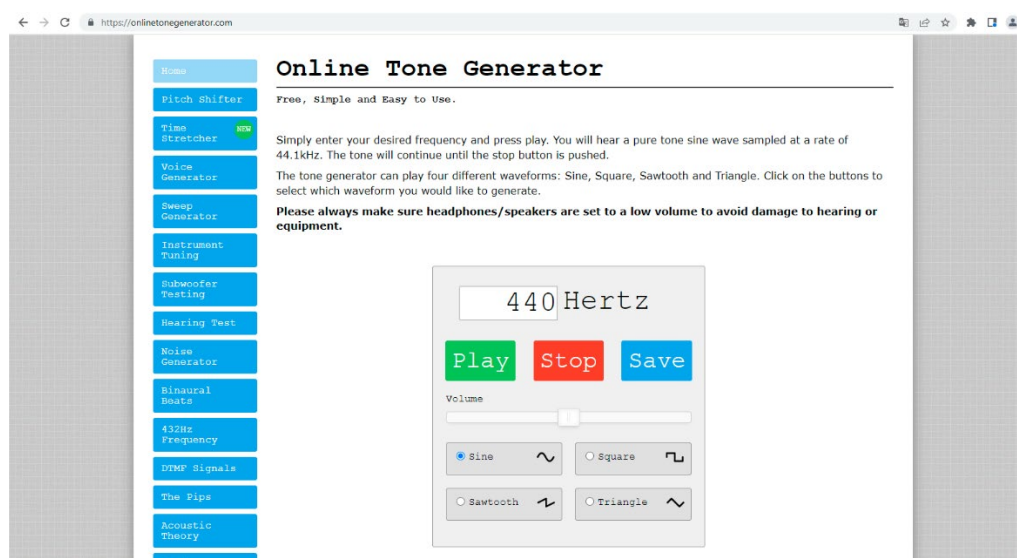 https://onlinetonegenerator.com
Home
Pitch Shifter
Time
Stretcher
NEW
Voice
Generator
Sweep
Generator
Instrument
Tuning
Subwoofer
Testing
Hearing Test
Noise
Generator
Binaural
Beats
432Hz
Frequency
DTMF Signals
The Pips
Acoustic
Theory
Online Tone Generator
Free, Simple and Easy to Use.
Simply enter your desired frequency and press play. You will hear a pure tone sine wave sampled at a rate of
44.1kHz. The tone will continue until the stop button is pushed.
The tone generator can play four different waveforms: Sine, Square, Sawtooth and Triangle. Click on the buttons to
select which waveform you would like to generate.
Please always make sure headphones/speakers are set to a low volume to avoid damage to hearing or
equipment.
440 Hertz
Play Stop Save
Volume
Sine Square
Sawtooth Triangle